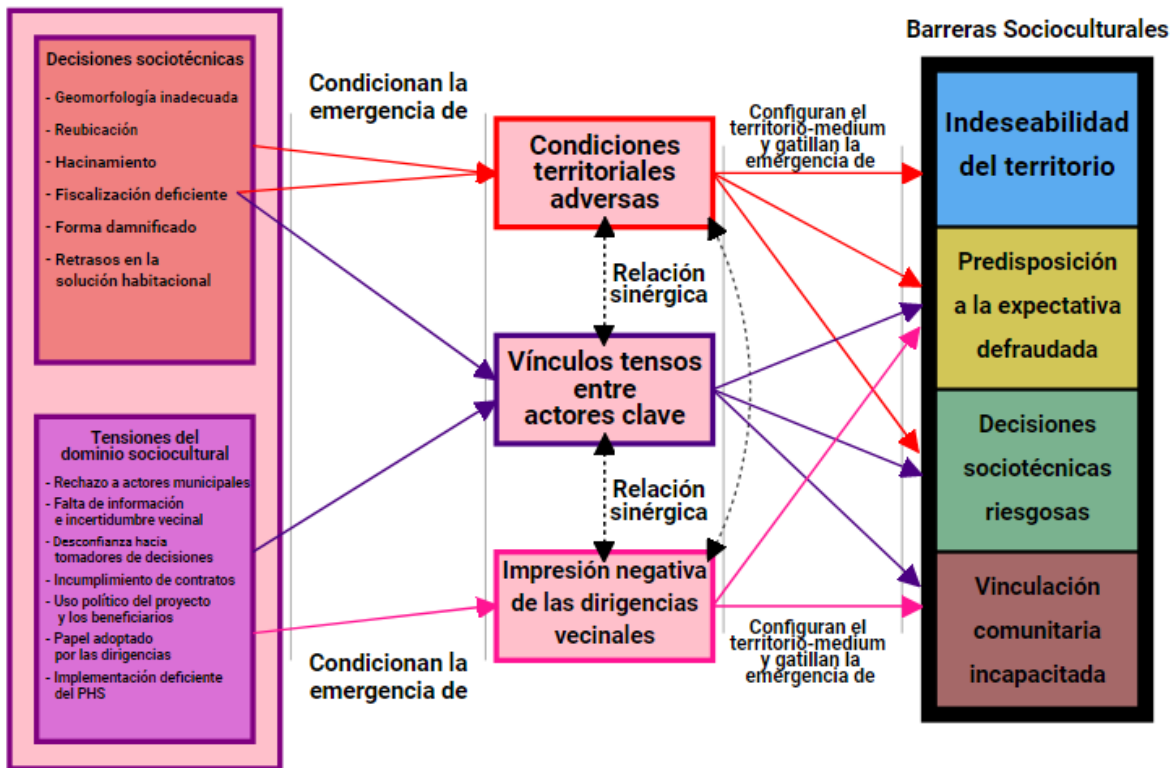 Decisiones sociotécnicas
- Geomorfología inadecuada
- Reubicación
- Hacinamiento
- Fiscalización deficiente
- Forma damnificado
- Retrasos en la
solución habitacional
Tensiones del
dominio sociocultural
- Rechazo a actores municipales
- Falta de información
e incertidumbre vecinal
- Desconfianza hacia
tomadores de decisiones
- Incumplimiento de contratos
- Uso político del proyecto
y los beneficiarios
- Papel adoptado
por las dirigencias
- Implementación deficiente
del PHS
Condicionan la
emergencia de
Condicionan la
emergencia de
Condiciones
territoriales
adversas
Relación
sinérgica
Vínculos tensos
entre
actores clave
Relación
sinérgica
Impresión negativa
de las dirigencias
vecinales
Configuran el
territorio-medium
y gatillan la
emergencia de
Configuran el
territorio-medium
y gatillan la
emergencia de
Barreras Socioculturales
Indeseabilidad
del territorio
Predisposición
a la expectativa
defraudada
Decisiones
sociotécnicas
riesgosas
Vinculación
comunitaria
incapacitada